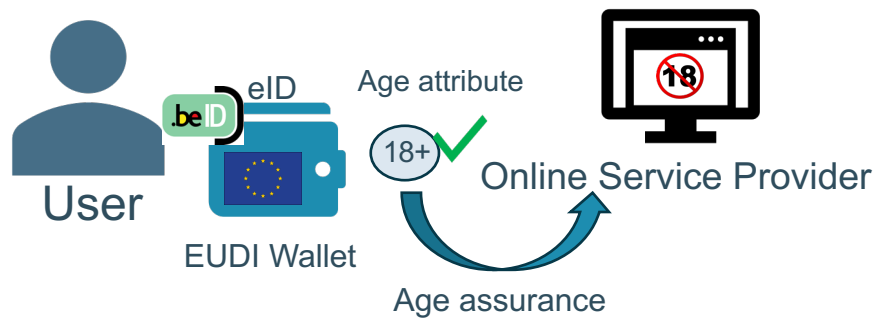 eID
.beID
Age attribute
18
18+
Online Service Provider
User
EUDI Wallet
Age assurance